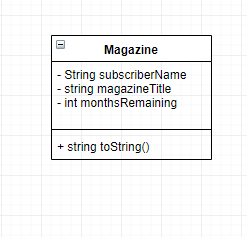 Magazine
- String subscriberName
- string magazineTitle
- int monthsRemaining
+ string toString()